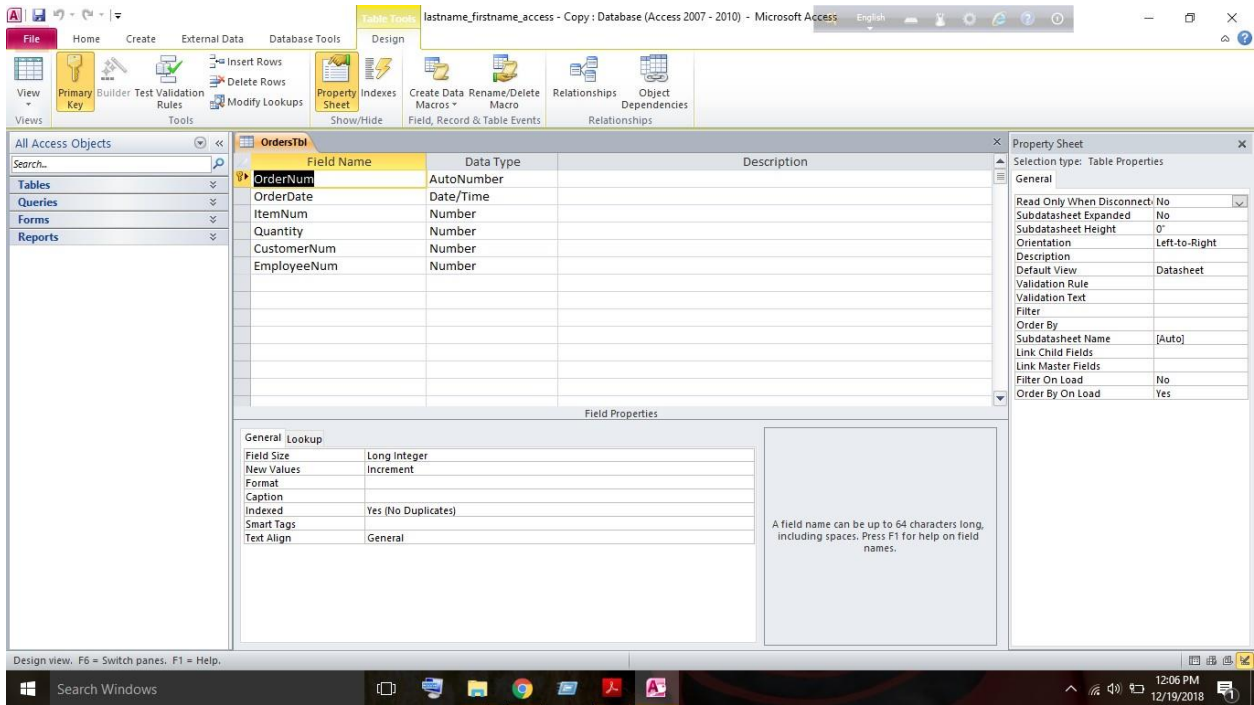 Table Tools
lastname_firstname_access - Copy : Database (Access 2007 - 2010) - Microsoft Access
English
File Home Create External Data Database Tools Design
View
Views
Primary Key
Builder
Test Validation Rules
Insert Rows
Delete Rows
Modify Lookups
Tools
Property Sheet
Indexes
Show/Hide
Create Data Macros
Rename/Delete Macro
Field, Record & Table Events
Relationships
Object Dependencies
Relationships
All Access Objects
Search...
Tables
Queries
Forms
Reports
OrdersTbl
Field Name Data Type Description
OrderNum AutoNumber
OrderDate Date/Time
ItemNum Number
Quantity Number
CustomerNum Number
EmployeeNum Number
Field Properties
General Lookup
Field Size Long Integer
New Values Increment
Format
Caption
Indexed Yes (No Duplicates)
Smart Tags
Text Align General
A field name can be up to 64 characters long,
including spaces. Press F1 for help on field
names.
Property Sheet
Selection type: Table Properties
General
Read Only When Disconnect No
Subdatasheet Expanded No
Subdatasheet Height 0"
Orientation Left-to-Right
Description
Default View Datasheet
Validation Rule
Validation Text
Filter
Order By
Subdatasheet Name [Auto]
Link Child Fields
Link Master Fields
Filter On Load No
Order By On Load Yes
Design view. F6 = Switch panes. F1 = Help.
Search Windows
12:06 PM
12/19/2018